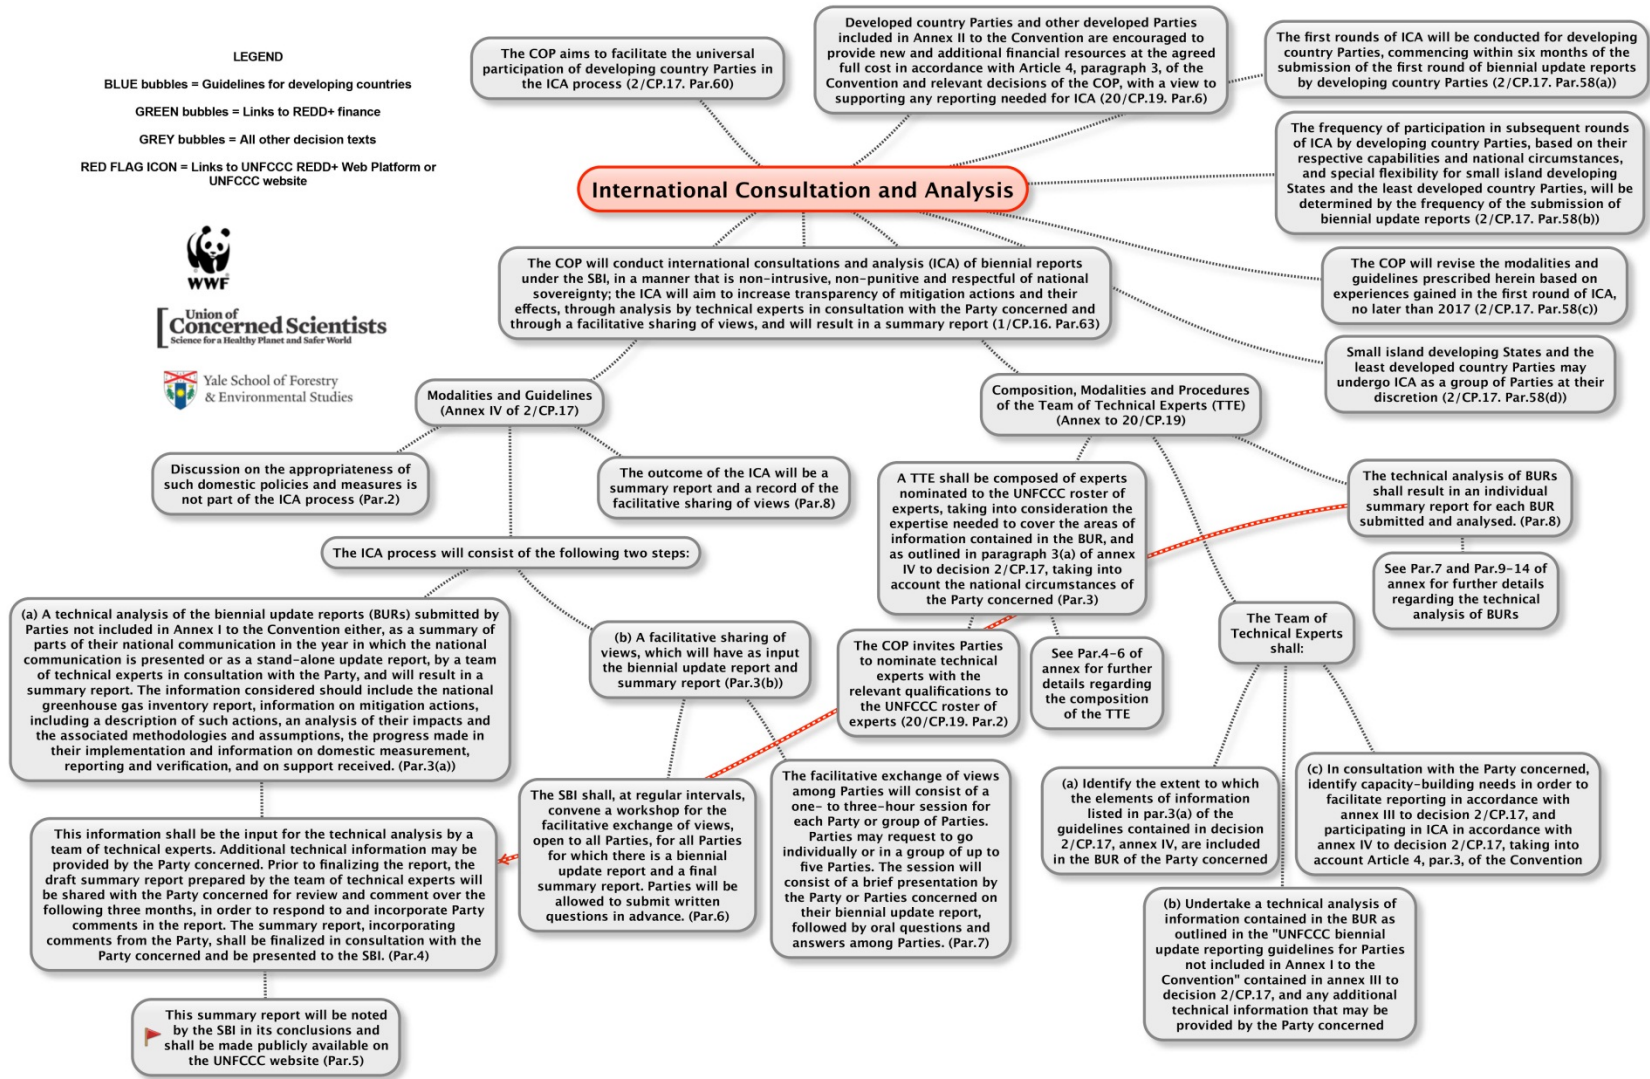 LEGEND
BLUE bubbles = Guidelines for developing countries
GREEN bubbles = Links to REDD+ finance
GREY bubbles = All other decision texts
RED FLAG ICON = Links to UNFCCC REDD+ Web Platform or
UNFCCC website
WWF
Union of
Concerned Scientists
Science for a Healthy Planet and Safer World
Yale School of Forestry
& Environmental Studies
The COP aims to facilitate the universal
participation of developing country Parties in
the ICA process (2/CP.17. Par.60)
Developed country Parties and other developed Parties
included in Annex II to the Convention are encouraged to
provide new and additional financial resources at the agreed
full cost in accordance with Article 4, paragraph 3, of the
Convention and relevant decisions of the COP, with a view to
supporting any reporting needed for ICA (20/CP.19. Par.6)
The first rounds of ICA will be conducted for developing
country Parties, commencing within six months of the
submission of the first round of biennial update reports
by developing country Parties (2/CP.17. Par.58(a))
The frequency of participation in subsequent rounds
of ICA by developing country Parties, based on their
respective capabilities and national circumstances,
and special flexibility for small island developing
States and the least developed country Parties, will be
determined by the frequency of the submission of
biennial update reports (2/CP.17. Par.58(b))
International Consultation and Analysis
The COP will conduct international consultations and analysis (ICA) of biennial reports
under the SBI, in a manner that is non-intrusive, non-punitive and respectful of national
sovereignty; the ICA will aim to increase transparency of mitigation actions and their
effects, through analysis by technical experts in consultation with the Party concerned and
through a facilitative sharing of views, and will result in a summary report (1/CP.16. Par.63)
The COP will revise the modalities and
guidelines prescribed herein based on
experiences gained in the first round of ICA,
no later than 2017 (2/CP.17. Par.58(c))
Small island developing States and the
least developed country Parties may
undergo ICA as a group of Parties at their
discretion (2/CP.17. Par.58(d))
Modalities and Guidelines
(Annex IV of 2/CP.17)
Composition, Modalities and Procedures
of the Team of Technical Experts (TTE)
(Annex to 20/CP.19)
Discussion on the appropriateness of
such domestic policies and measures is
not part of the ICA process (Par.2)
The outcome of the ICA will be a
summary report and a record of the
facilitative sharing of views (Par.8)
The ICA process will consist of the following two steps:
A TTE shall be composed of experts
nominated to the UNFCCC roster of
experts, taking into consideration the
expertise needed to cover the areas of
information contained in the BUR, and
as outlined in paragraph 3(a) of annex
IV to decision 2/CP.17, taking into
account the national circumstances of
the Party concerned (Par.3)
The technical analysis of BURs
shall result in an individual
summary report for each BUR
submitted and analysed. (Par.8)
See Par.7 and Par.9-14 of
annex for further details
regarding the technical
analysis of BURs
(a) A technical analysis of the biennial update reports (BURs) submitted by
Parties not included in Annex I to the Convention either, as a summary of
parts of their national communication in the year in which the national
communication is presented or as a stand-alone update report, by a team
of technical experts in consultation with the Party, and will result in a
summary report. The information considered should include the national
greenhouse gas inventory report, information on mitigation actions,
including a description of such actions, an analysis of their impacts and
the associated methodologies and assumptions, the progress made in
their implementation and information on domestic measurement,
reporting and verification, and on support received. (Par.3(a))
(b) A facilitative sharing of
views, which will have as input
the biennial update report and
summary report (Par.3(b))
The COP invites Parties
to nominate technical
experts with the
relevant qualifications to
the UNFCCC roster of
experts (20/CP.19. Par.2)
See Par.4-6 of
annex for further
details regarding
the composition
of the TTE
The Team of
Technical Experts
shall:
This information shall be the input for the technical analysis by a
team of technical experts. Additional technical information may be
provided by the Party concerned. Prior to finalizing the report, the
draft summary report prepared by the team of technical experts will
be shared with the Party concerned for review and comment over the
following three months, in order to respond to and incorporate Party
comments in the report. The summary report, incorporating
comments from the Party, shall be finalized in consultation with the
Party concerned and be presented to the SBI. (Par.4)
The SBI shall, at regular intervals,
convene a workshop for the
facilitative exchange of views,
open to all Parties, for all Parties
for which there is a biennial
update report and a final
summary report. Parties will be
allowed to submit written
questions in advance. (Par.6)
The facilitative exchange of views
among Parties will consist of a
one- to three-hour session for
each Party or group of Parties.
Parties may request to go
individually or in a group of up to
five Parties. The session will
consist of a brief presentation by
the Party or Parties concerned on
their biennial update report,
followed by oral questions and
answers among Parties. (Par.7)
(a) Identify the extent to which
the elements of information
listed in par.3(a) of the
guidelines contained in decision
2/CP.17, annex IV, are included
in the BUR of the Party concerned
(c) In consultation with the Party concerned,
identify capacity-building needs in order to
facilitate reporting in accordance with
annex III to decision 2/CP.17, and
participating in ICA in accordance with
annex IV to decision 2/CP.17, taking into
account Article 4, par.3, of the Convention
(b) Undertake a technical analysis of
information contained in the BUR as
outlined in the "UNFCCC biennial
update reporting guidelines for Parties
not included in Annex I to the
Convention" contained in annex III to
decision 2/CP.17, and any additional
technical information that may be
provided by the Party concerned
This summary report will be noted
by the SBI in its conclusions and
shall be made publicly available on
the UNFCCC website (Par.5)